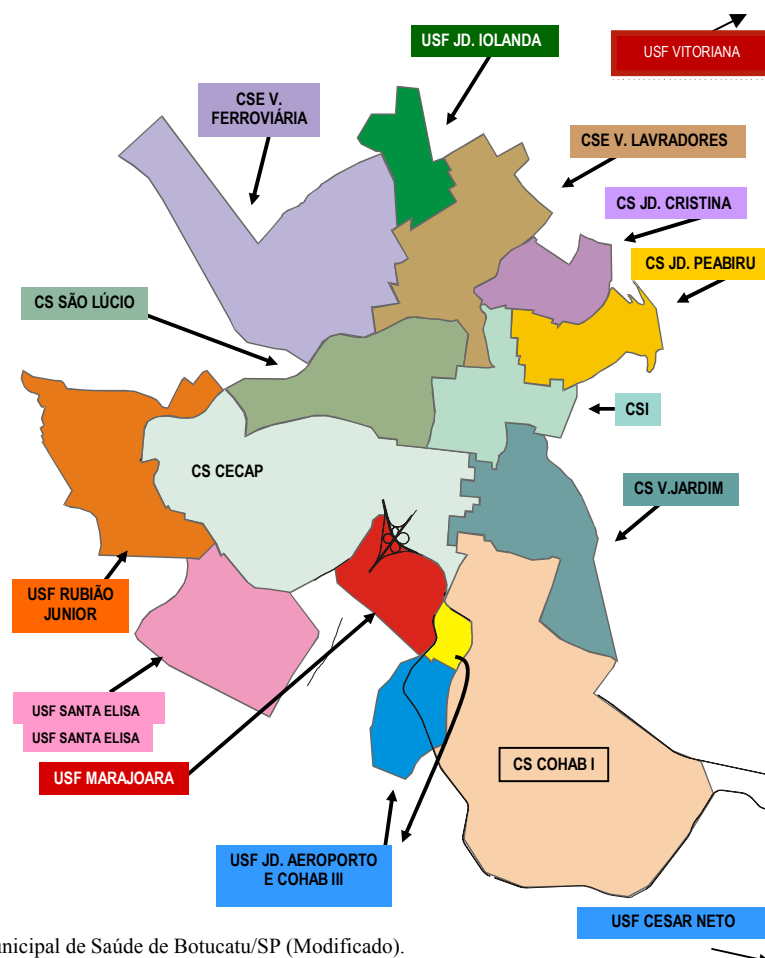 USF JD. IOLANDA
USF VITORIANA
CSE V.
FERROVIÁRIA
CSE V. LAVRADORES
CS JD. CRISTINA
CS JD. PEABIRU
CS SÃO LÚCIO
CSI
CS CECAP
CS V.JARDIM
USF RUBIÃO
JUNIOR
USF SANTA ELISA
USF SANTA ELISA
USF MARAJOARA
CS COHAB I
USF JD. AEROPORTO
E COHAB III
USF CESAR NETO
unicipal de Saúde de Botucatu/SP (Modificado).